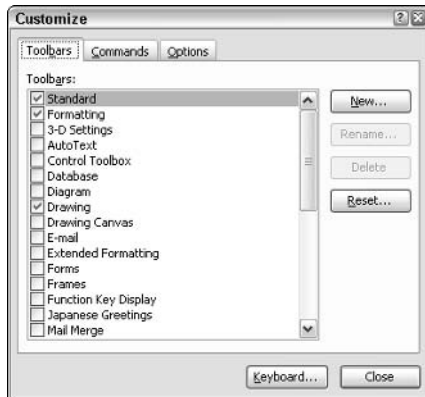 Customize
Toolbars Commands Options
Toolbars:
Standard
Formatting
3-D Settings
AutoText
Control Toolbox
Database
Diagram
Drawing
Drawing Canvas
E-mail
Extended Formatting
Forms
Frames
Function Key Display
Japanese Greetings
Mail Merge
New...
Rename...
Delete
Reset...
Keyboard... Close